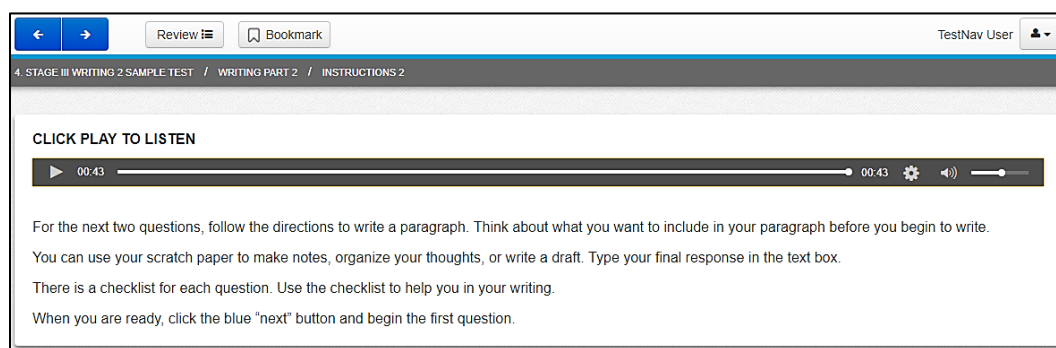 Review
Bookmark
TestNav User
4. STAGE III WRITING 2 SAMPLE TEST / WRITING PART 2 / INSTRUCTIONS 2
CLICK PLAY TO LISTEN
00:43 00:43
For the next two questions, follow the directions to write a paragraph. Think about what you want to include in your paragraph before you begin to write.
You can use your scratch paper to make notes, organize your thoughts, or write a draft. Type your final response in the text box.
There is a checklist for each question. Use the checklist to help you in your writing.
When you are ready, click the blue “next” button and begin the first question.